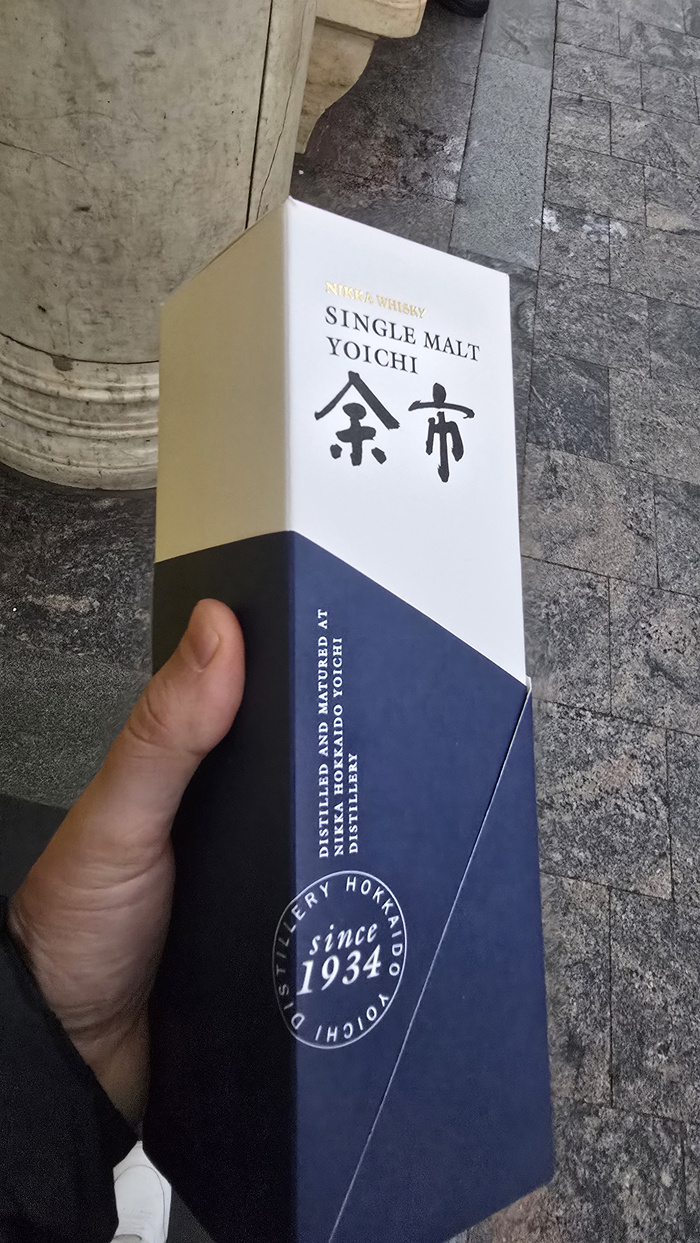 NIKKA WHISKY
SINGLE MALT
YOICHI
余市
DISTILLED AND MATURED AT
NIKKA HOKKAIDO YOICHI
DISTILLERY
DISTILLERY HOKKAIDO YOICHI
since
1934